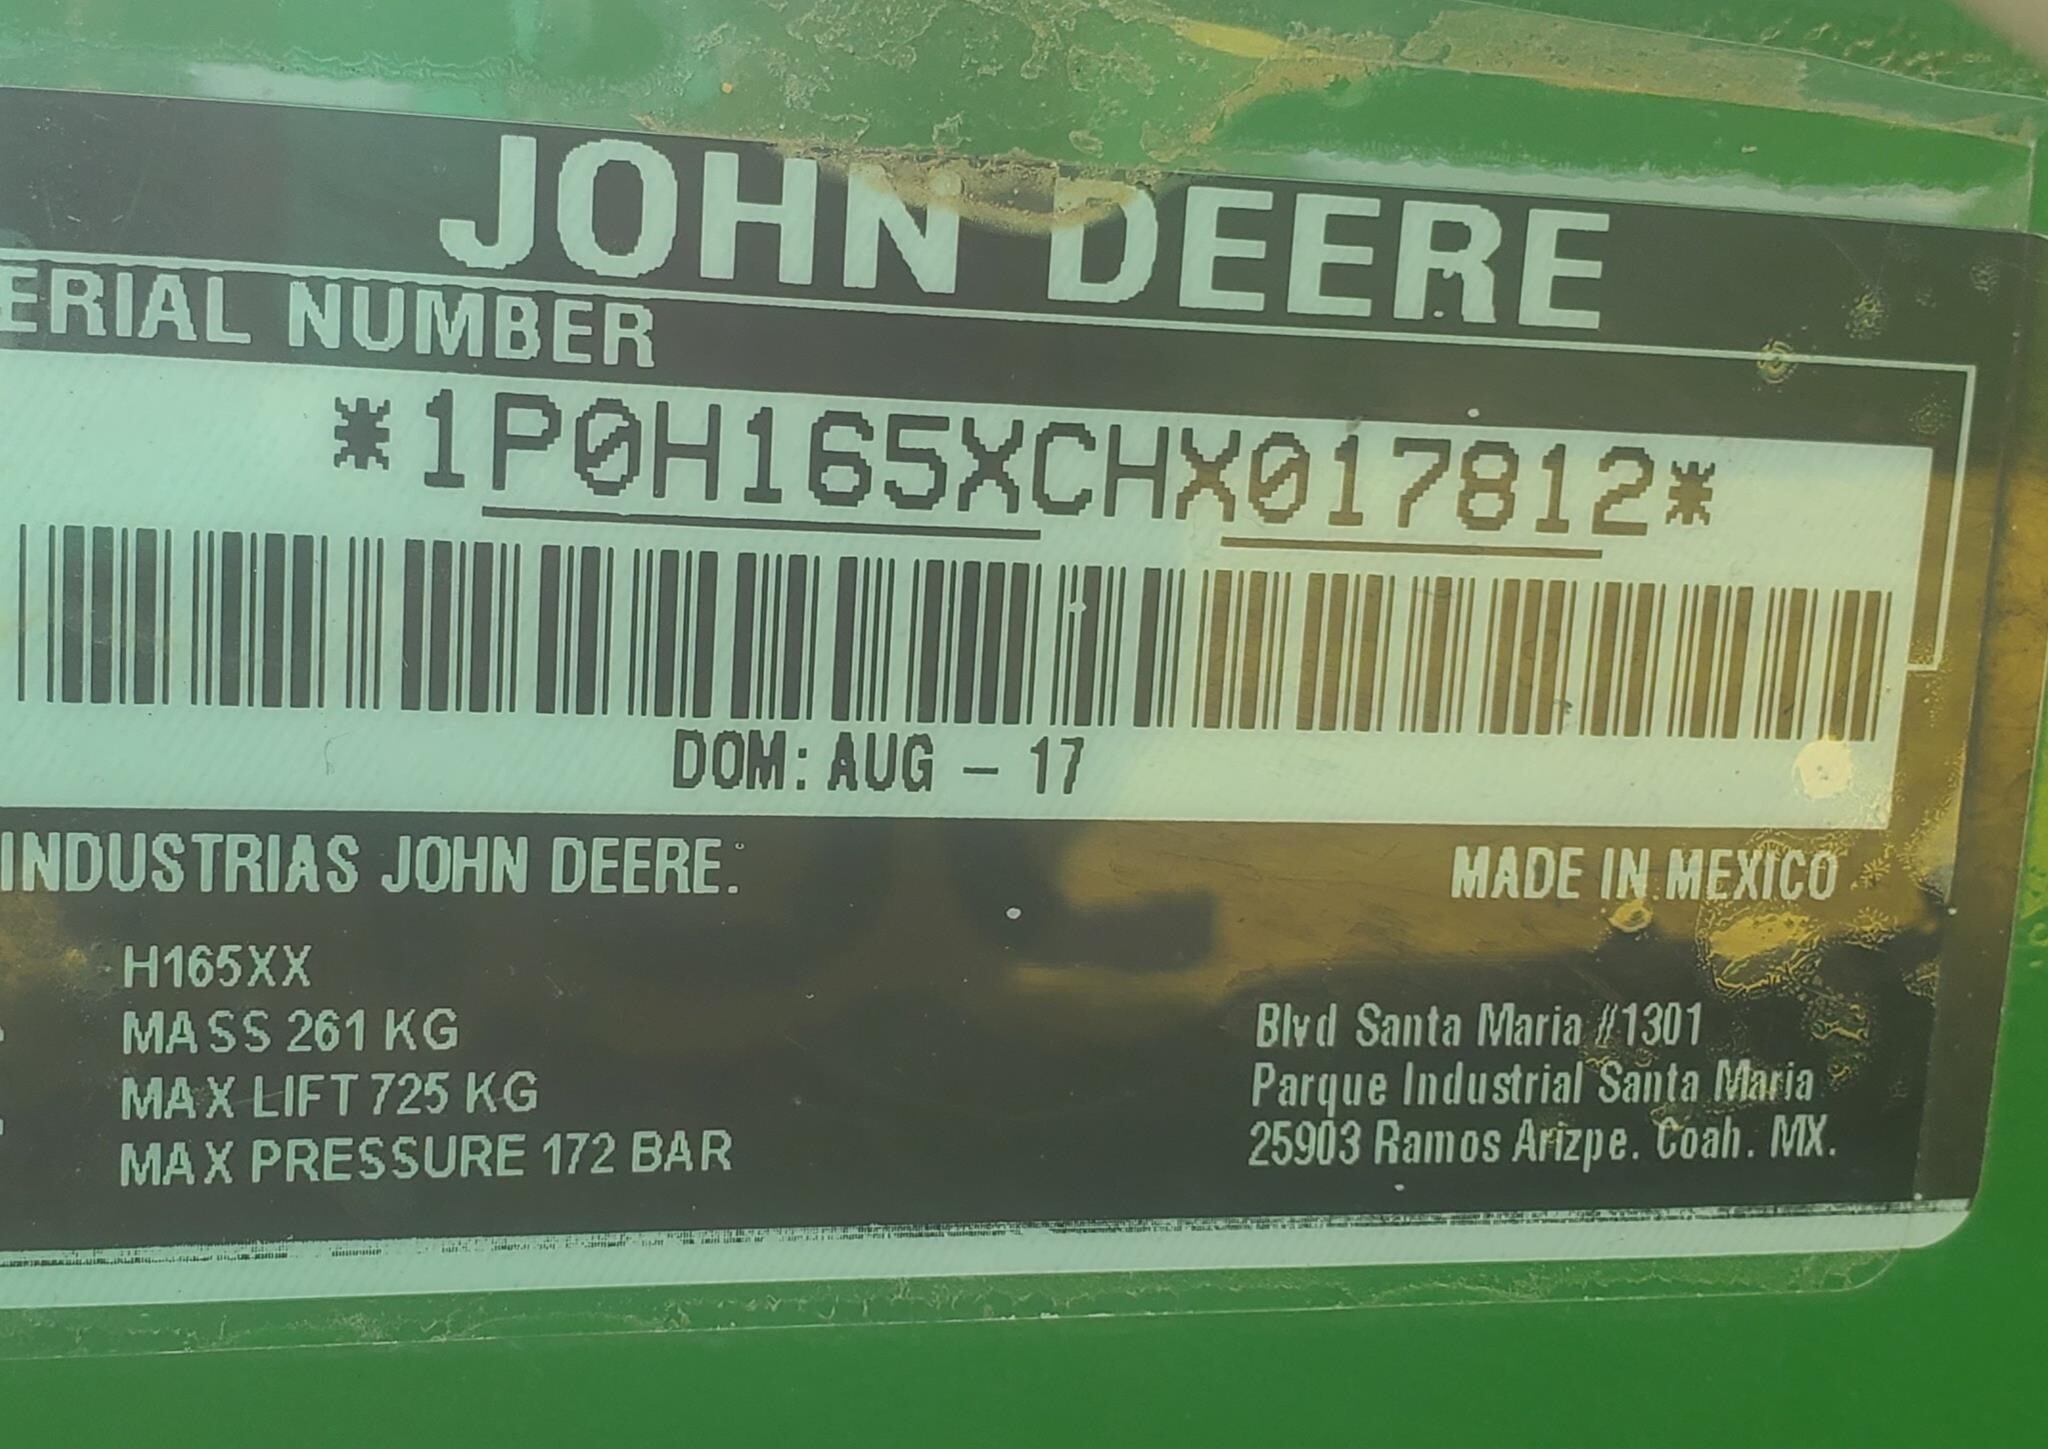 JOHN DEERE
ERIAL NUMBER
*1P0H165XCHX017812*
DOM: AUG - 17
INDUSTRIAS JOHN DEERE.
MADE IN MEXICO
H165XX
MASS 261 KG
MAX LIFT 725 KG
MAX PRESSURE 172 BAR
Blvd Santa Maria #1301
Parque Industrial Santa Maria
25903 Ramos Arizpe. Coah. MX.